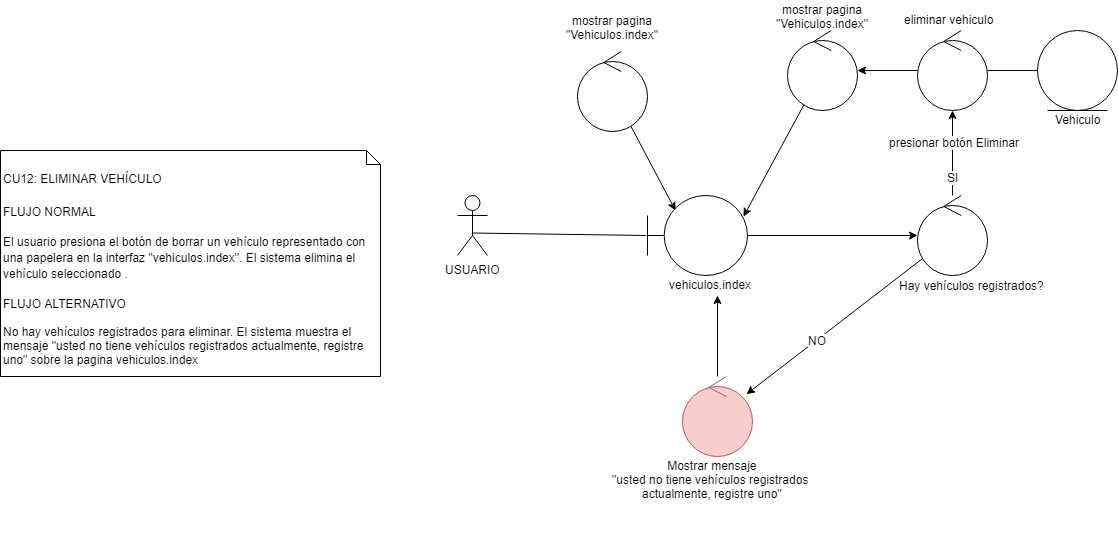 mostrar pagina
"Vehiculos.index"
mostrar pagina
"Vehiculos.index"
eliminar vehiculo
Vehiculo
presionar botón Eliminar
SI
CU12: ELIMINAR VEHÍCULO
FLUJO NORMAL
El usuario presiona el botón de borrar un vehículo representado con
una papelera en la interfaz "vehiculos.index". El sistema elimina el
vehículo seleccionado .
FLUJO ALTERNATIVO
No hay vehículos registrados para eliminar. El sistema muestra el
mensaje "usted no tiene vehículos registrados actualmente, registre
uno" sobre la pagina vehiculos.index
USUARIO
vehiculos.index
Hay vehículos registrados?
NO
Mostrar mensaje
"usted no tiene vehículos registrados
actualmente, registre uno"